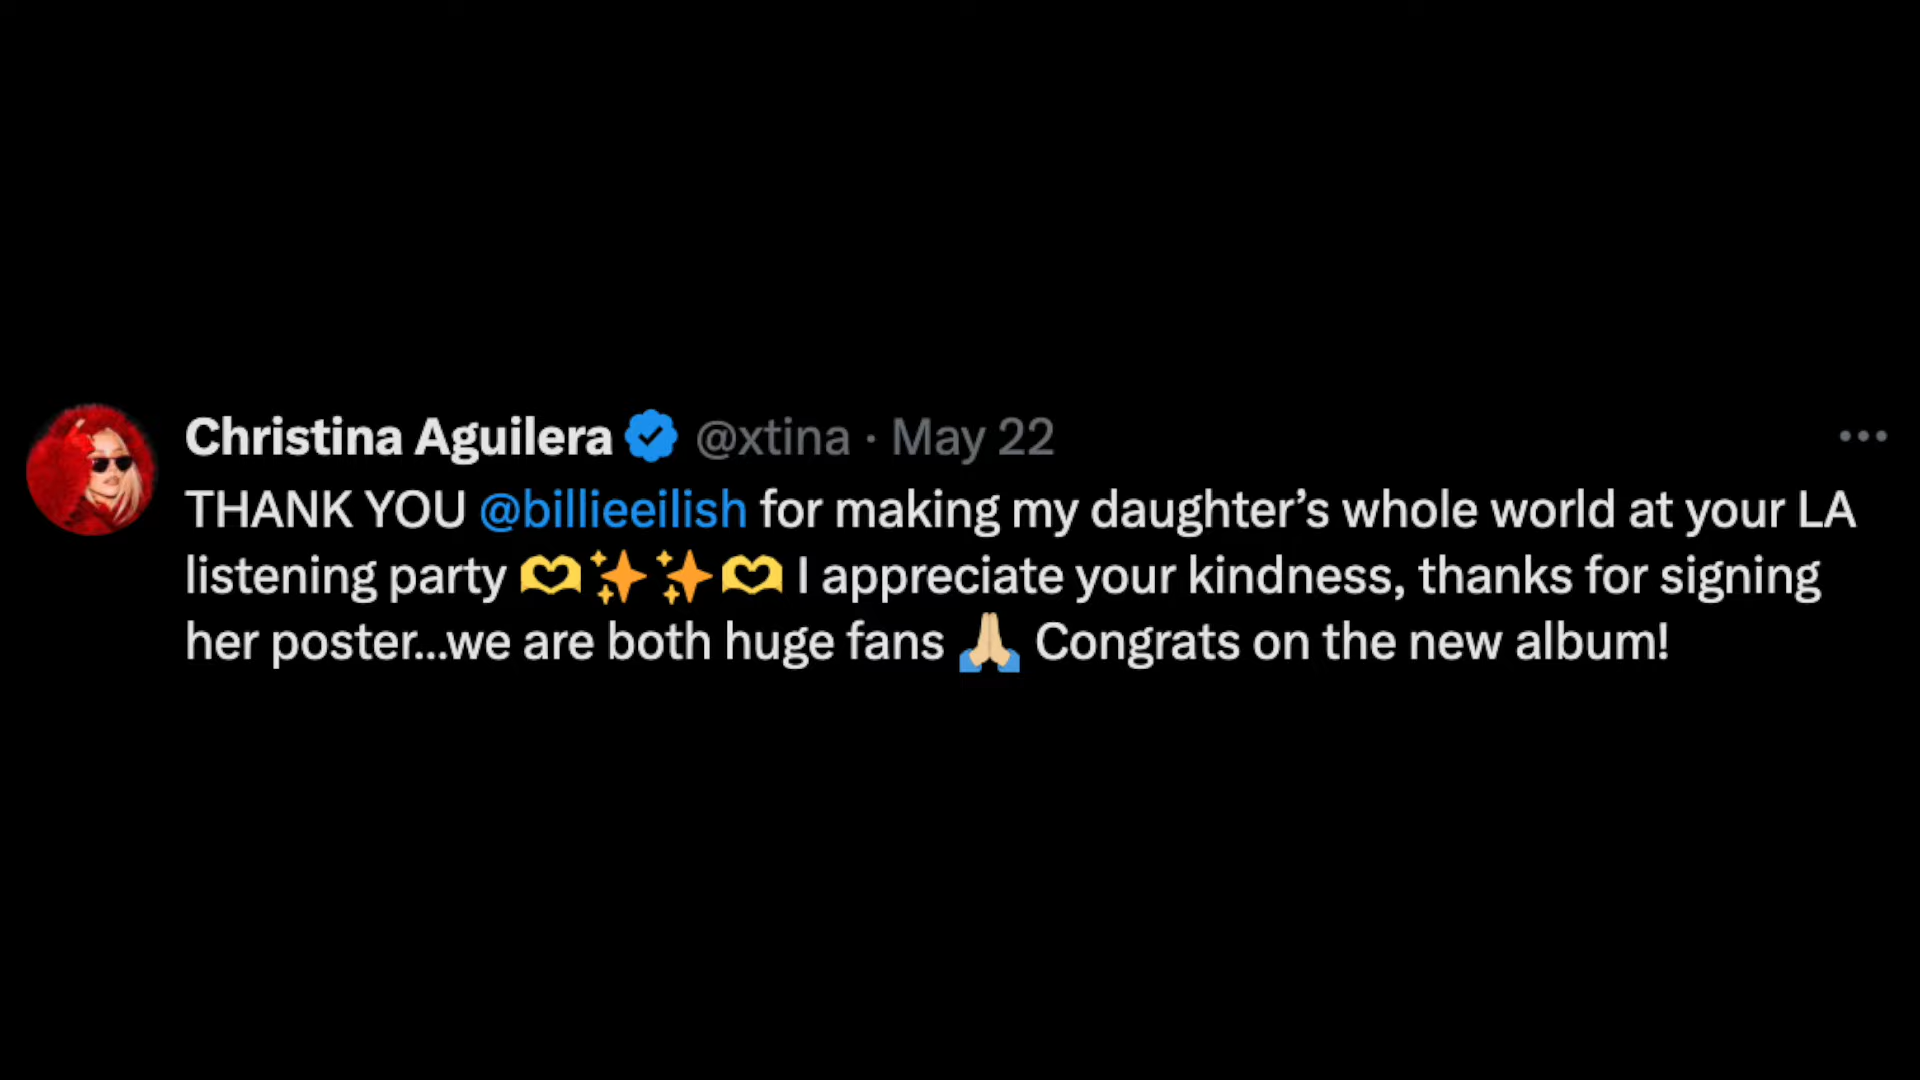 Christina Aguilera @xtina · May 22
THANK YOU @billieeilish for making my daughter’s whole world at your LA
listening party 🫶✨✨🫶 I appreciate your kindness, thanks for signing
her poster...we are both huge fans 🙏🏼 Congrats on the new album!